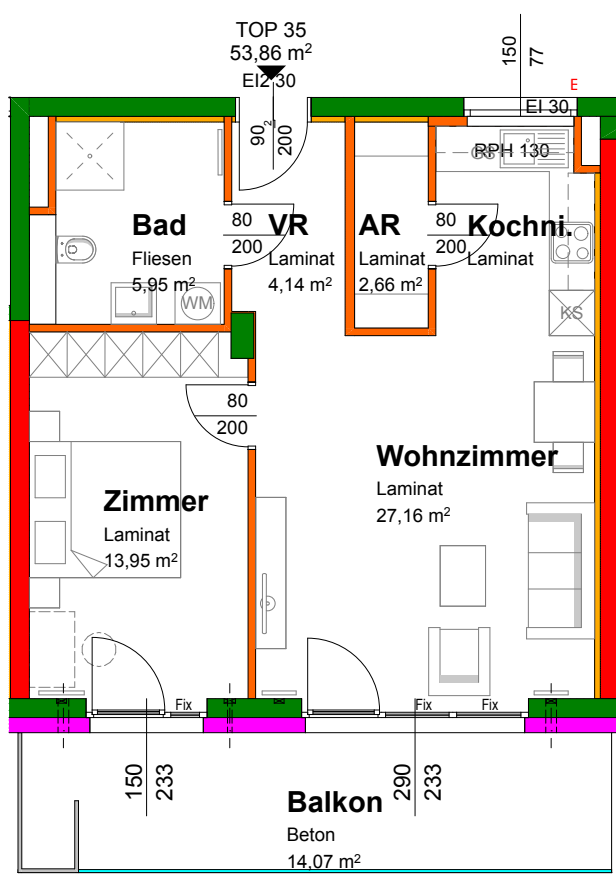 TOP 35
53,86 m²
EI2 30
150
77
E
EI 30
90
2
200
GS
RPH 130
Bad
Fliesen
5,95 m²
80
200
VR
Laminat
4,14 m²
AR
Laminat
2,66 m²
80
200
Kochni.
Laminat
WM
KS
80
200
Wohnzimmer
Laminat
27,16 m²
Zimmer
Laminat
13,95 m²
Fix
Fix
Fix
150
233
290
233
Balkon
Beton
14,07 m²